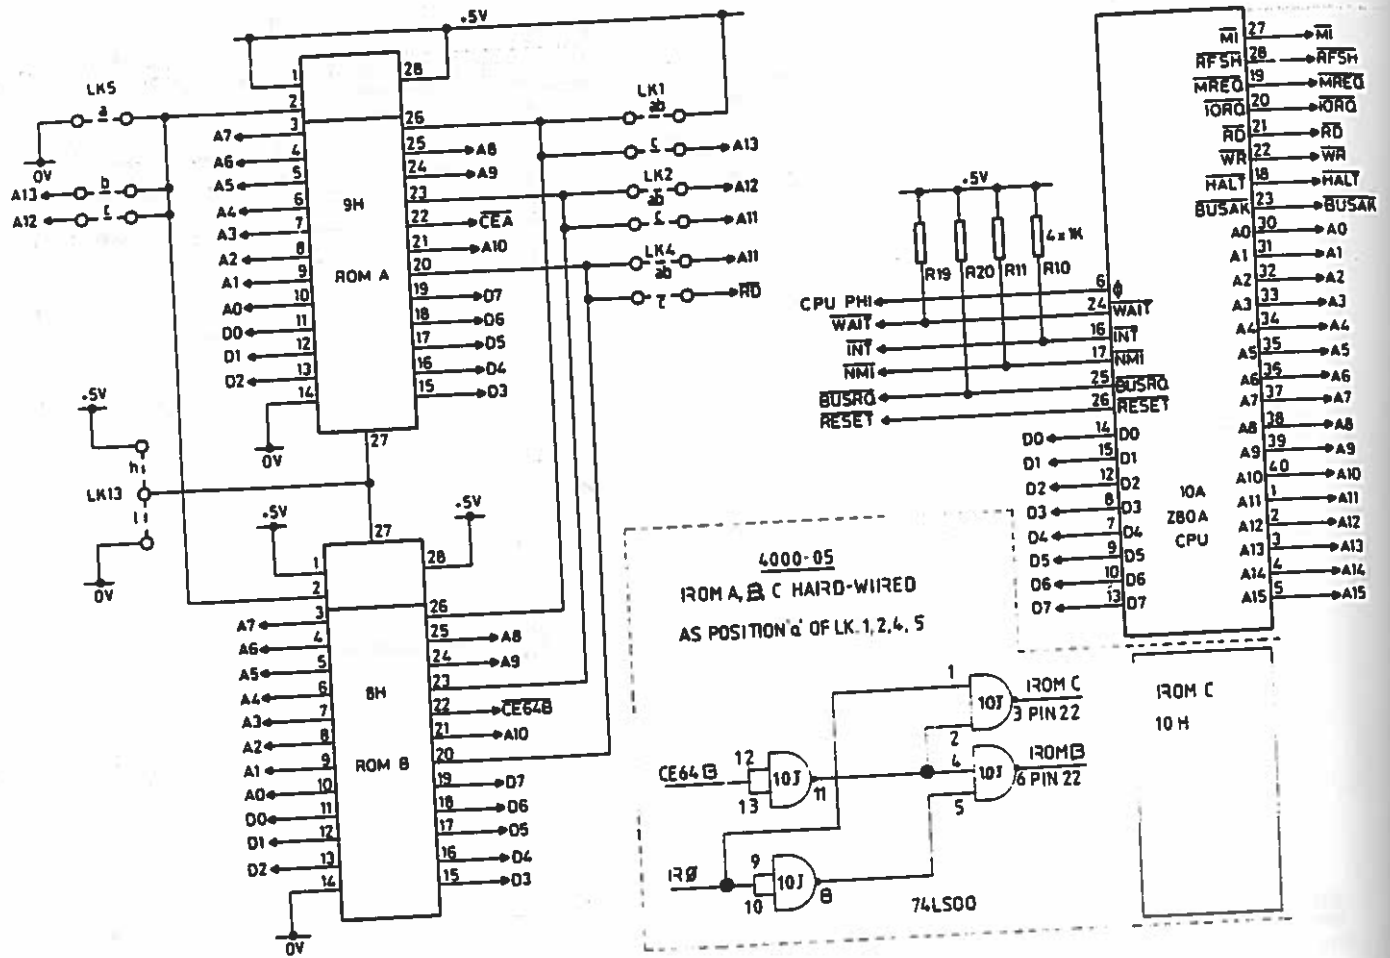 +5V
LK5
a
0V
A13 b
A12 c
1
2
3
4
5
6
7
8
9
10
11
12
13
14
A7
A6
A5
A4
A3
A2
A1
A0
D0
D1
D2
0V
9H
ROM A
28
26
25 A8
24 A9
23
22 CEA
21 A10
20
19 D7
18 D6
17 D5
16 D4
15 D3
27
LK1
ab
c A13
LK2
ab A12
c A11
LK4
ab A11
c RD
+5V
h
LK13
l
0V
+5V
+5V
27
1
2
3
4
5
6
7
8
9
10
11
12
13
14
A7
A6
A5
A4
A3
A2
A1
A0
D0
D1
D2
0V
8H
ROM B
28
26
25 A8
24 A9
23
22 CE64B
21 A10
20
19 D7
18 D6
17 D5
16 D4
15 D3
+5V
4 x 1K
R19 R20 R11 R10
CPU PHI 6 ϕ
WAIT 24 WAIT
INT 16 INT
NMI 17 NMI
BUSRQ 25 BUSRQ
RESET 26 RESET
D0 14 D0
D1 15 D1
D2 12 D2
D3 8 D3
D4 7 D4
D5 9 D5
D6 10 D6
D7 13 D7
10A
Z80A
CPU
M1 27 M1
RFSH 28 RFSH
MREQ 19 MREQ
IORQ 20 IORQ
RD 21 RD
WR 22 WR
HALT 18 HALT
BUSAK 23 BUSAK
A0 30 A0
A1 31 A1
A2 32 A2
A3 33 A3
A4 34 A4
A5 35 A5
A6 36 A6
A7 37 A7
A8 38 A8
A9 39 A9
A10 40 A10
A11 1 A11
A12 2 A12
A13 3 A13
A14 4 A14
A15 5 A15
4000-05
ROM A, B, C HARD-WIRED
AS POSITION 'a' OF LK.1,2,4,5
CE64B
12
13
10J
11
1
2
10J
3
ROM C
PIN 22
4
5
10J
6
ROM B
PIN 22
IRØ
9
10
10J
8
74LS00
ROM C
10H